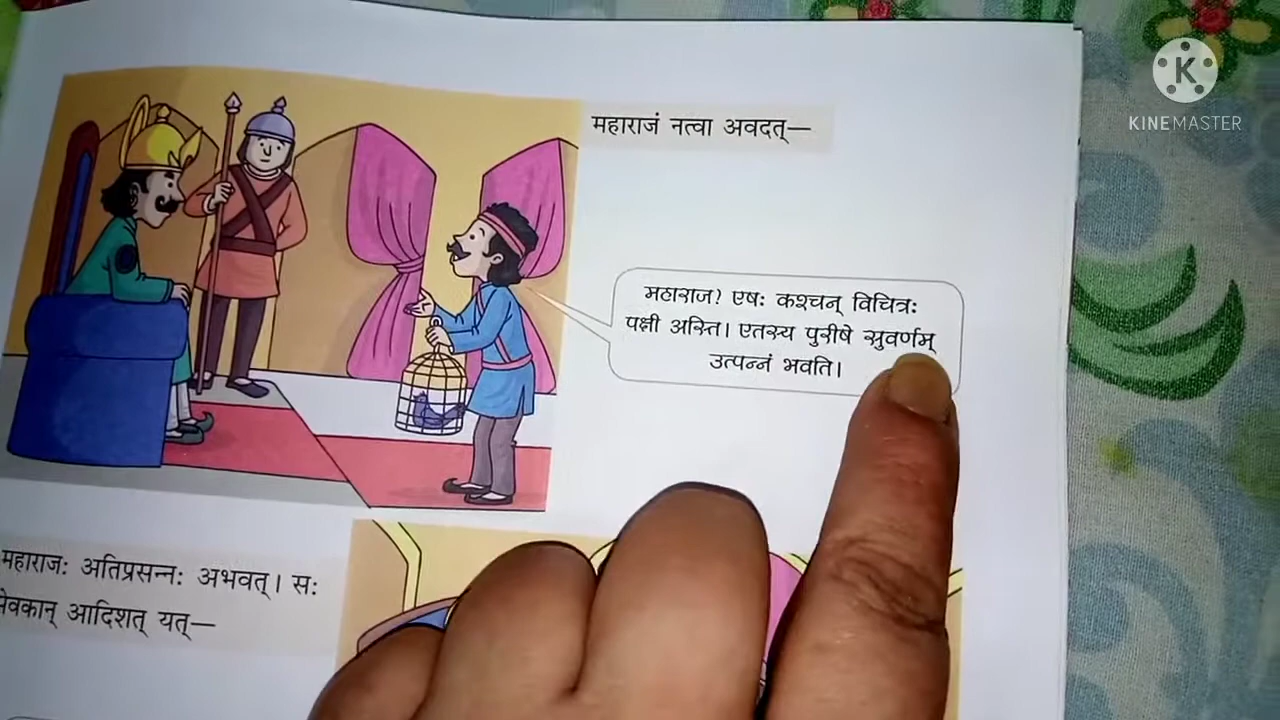 महाराजं नत्वा अवदत्—
महाराज? एषः कश्चन् विचित्रः
पक्षी अस्ति। एतस्य पुरीषे सुवर्णम्
उत्पन्नं भवति।
महाराजः अतिप्रसन्नः अभवत्। सः
सेवकान् आदिशत् यत्—
K
KINEMASTER